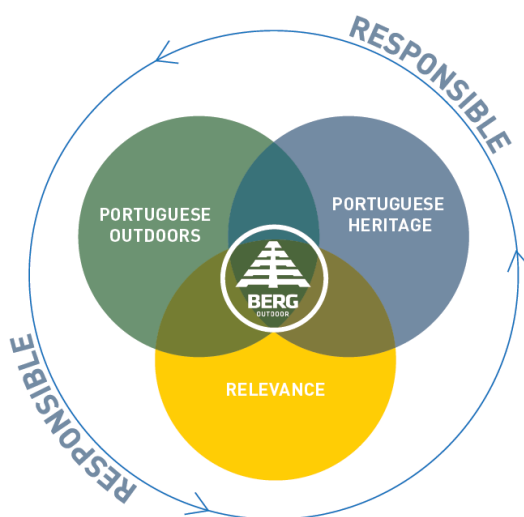 RESPONSIBLE
PORTUGUESE
OUTDOORS
PORTUGUESE
HERITAGE
BERG
OUTDOOR
RELEVANCE
RESPONSIBLE